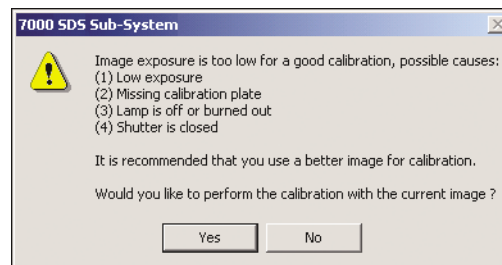 7000 SDS Sub-System
Image exposure is too low for a good calibration, possible causes:
(1) Low exposure
(2) Missing calibration plate
(3) Lamp is off or burned out
(4) Shutter is closed
It is recommended that you use a better image for calibration.
Would you like to perform the calibration with the current image ?
Yes No